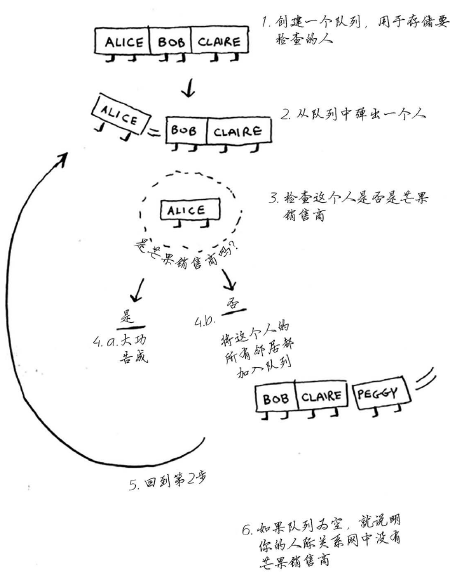 ALICE BOB CLAIRE
1. 创建一个队列，用于存储要
检查的人
ALICE BOB CLAIRE
2. 从队列中弹出一个人
3. 检查这个人是否是芒果
销售商
ALICE
是芒果销售商吗?
是
4.a. 大功
告成
否
4.b. 将这个人的
所有邻居都
加入队列
BOB CLAIRE PEGGY
5. 回到第2步
6. 如果队列为空，就说明
你的人际关系网中没有
芒果销售商